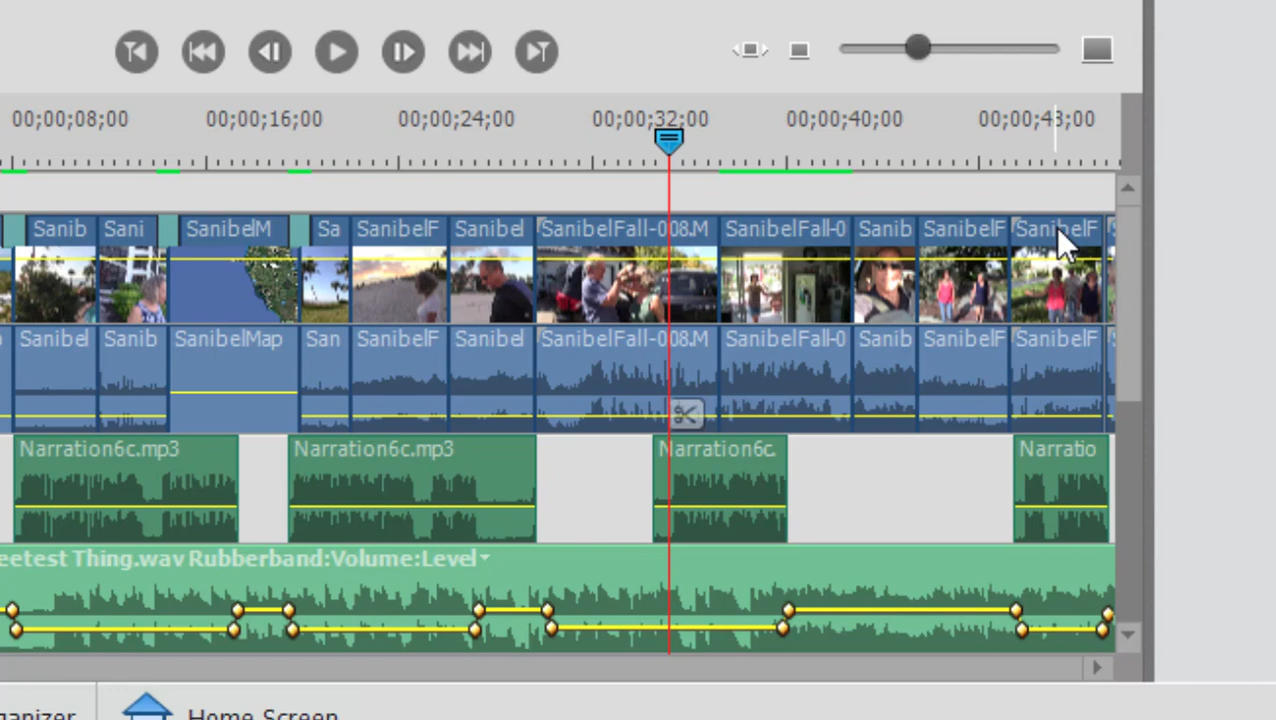 00;00;08;00 00;00;16;00 00;00;24;00 00;00;32;00 00;00;40;00 00;00;48;00
Sanib Sani SanibelM Sa SanibelF Sanibel SanibelFall-008.M SanibelFall-0 Sanib SanibelF SanibelF
Sanibel Sanib SanibelMap San SanibelF Sanibel SanibelFall-008.M SanibelFall-0 Sanib SanibelF SanibelF
Narration6c.mp3 Narration6c.mp3 Narration6c. Narratio
eetest Thing.wav Rubberband:Volume:Level
ganizer Home Screen